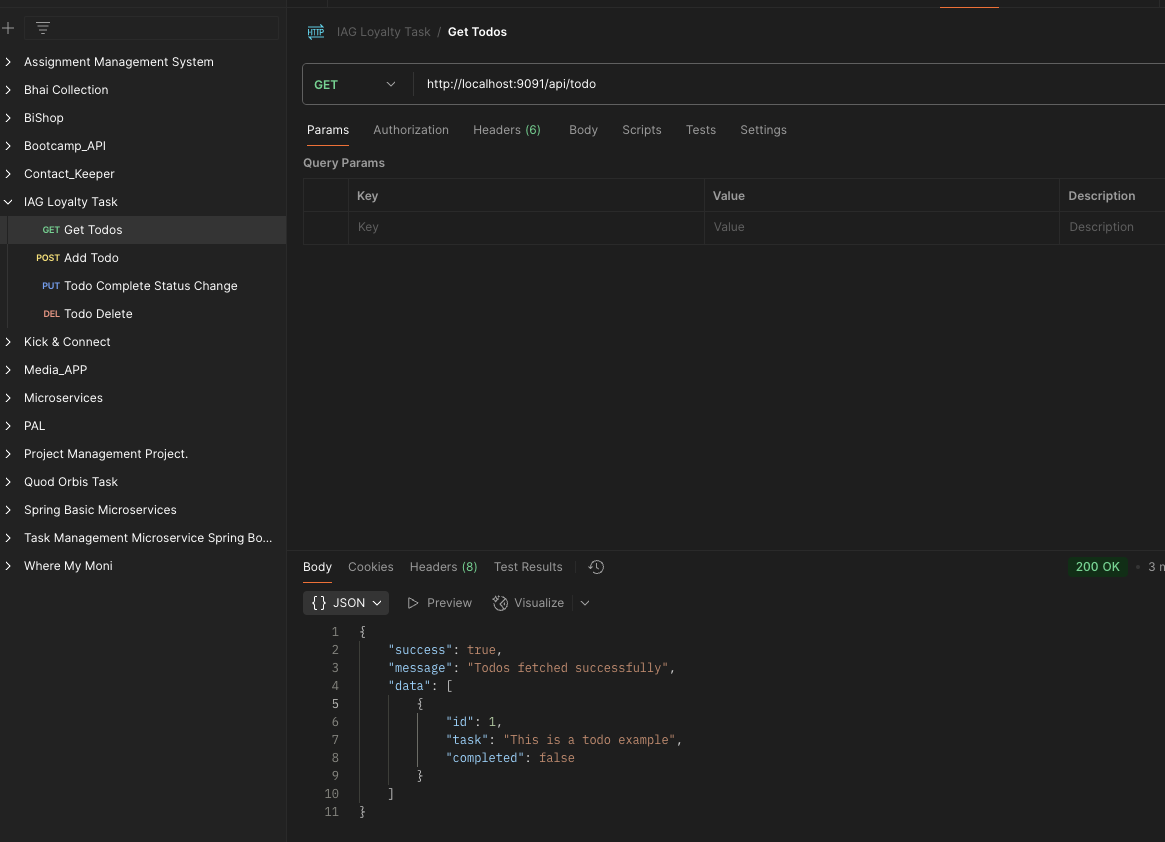 Assignment Management System
Bhai Collection
BiShop
Bootcamp_API
Contact_Keeper
IAG Loyalty Task
GET Get Todos
POST Add Todo
PUT Todo Complete Status Change
DEL Todo Delete
Kick & Connect
Media_APP
Microservices
PAL
Project Management Project.
Quod Orbis Task
Spring Basic Microservices
Task Management Microservice Spring Bo...
Where My Moni
HTTP IAG Loyalty Task / Get Todos
GET http://localhost:9091/api/todo
Params Authorization Headers (6) Body Scripts Tests Settings
Query Params
Key Value Description
Key Value Description
Body Cookies Headers (8) Test Results 200 OK • 3 m
{} JSON Preview Visualize
1 {
2 "success": true,
3 "message": "Todos fetched successfully",
4 "data": [
5 {
6 "id": 1,
7 "task": "This is a todo example",
8 "completed": false
9 }
10 ]
11 }